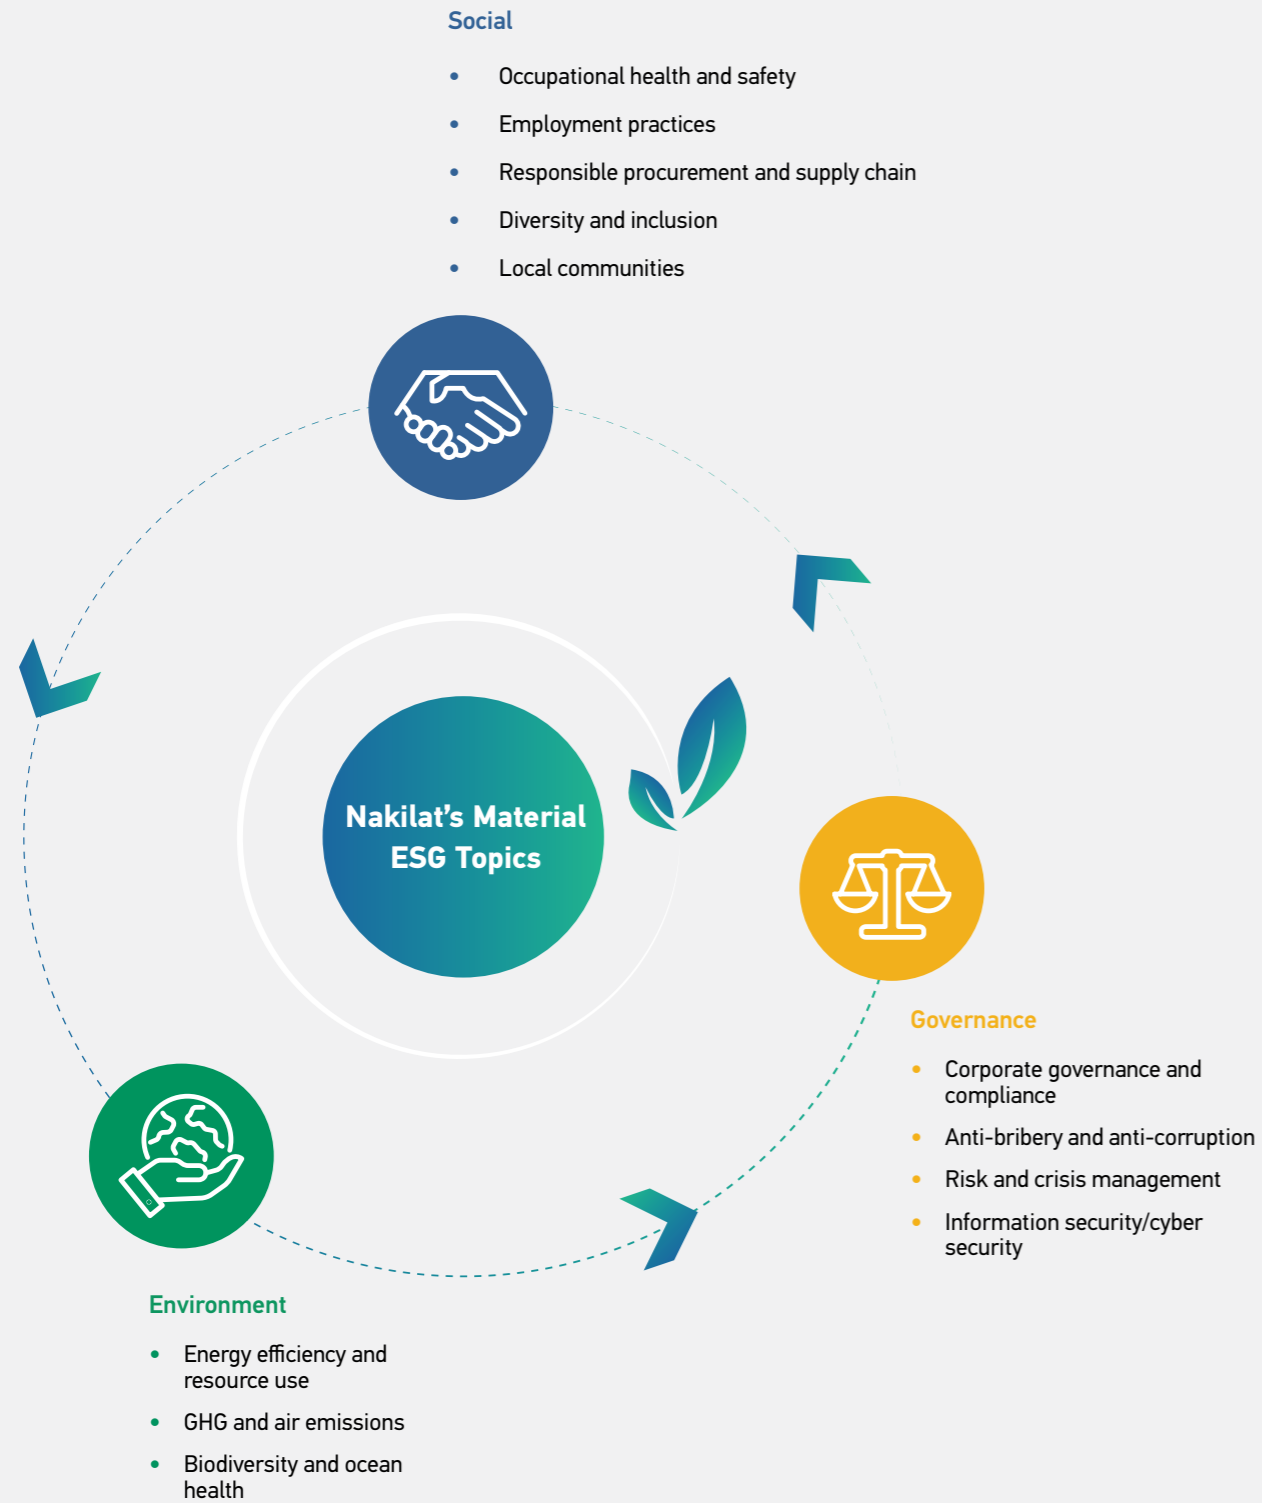 Social
• Occupational health and safety
• Employment practices
• Responsible procurement and supply chain
• Diversity and inclusion
• Local communities
Nakilat’s Material
ESG Topics
Governance
• Corporate governance and
compliance
• Anti-bribery and anti-corruption
• Risk and crisis management
• Information security/cyber
security
Environment
• Energy efficiency and
resource use
• GHG and air emissions
• Biodiversity and ocean
health